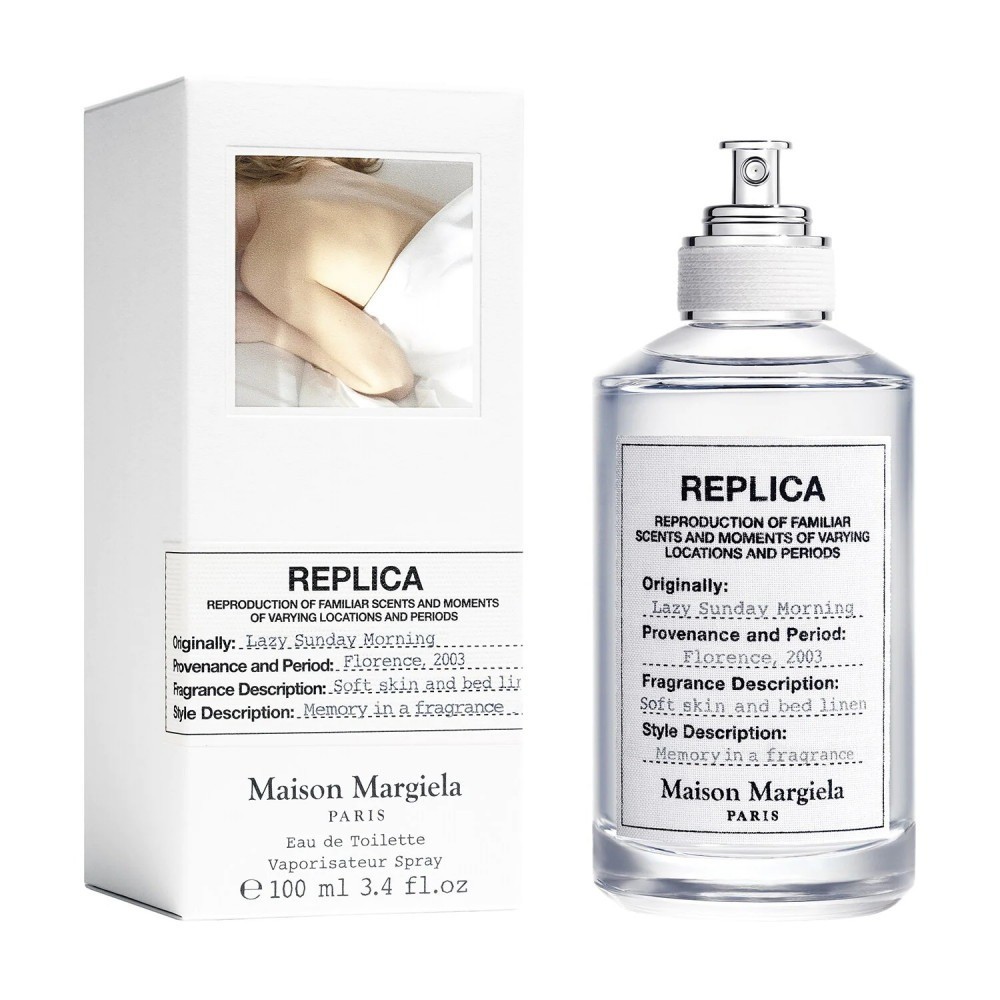 REPLICA
REPRODUCTION OF FAMILIAR SCENTS AND MOMENTS
OF VARYING LOCATIONS AND PERIODS
Originally: Lazy Sunday Morning
Provenance and Period: Florence, 2003
Fragrance Description: Soft skin and bed lin
Style Description: Memory in a fragrance
Maison Margiela
PARIS
Eau de Toilette
Vaporisateur Spray
℮ 100 ml 3.4 fl.oz
REPLICA
REPRODUCTION OF FAMILIAR
SCENTS AND MOMENTS OF VARYING
LOCATIONS AND PERIODS
Originally:
Lazy Sunday Morning
Provenance and Period:
Florence, 2003
Fragrance Description:
Soft skin and bed linen
Style Description:
Memory in a fragrance
Maison Margiela
PARIS